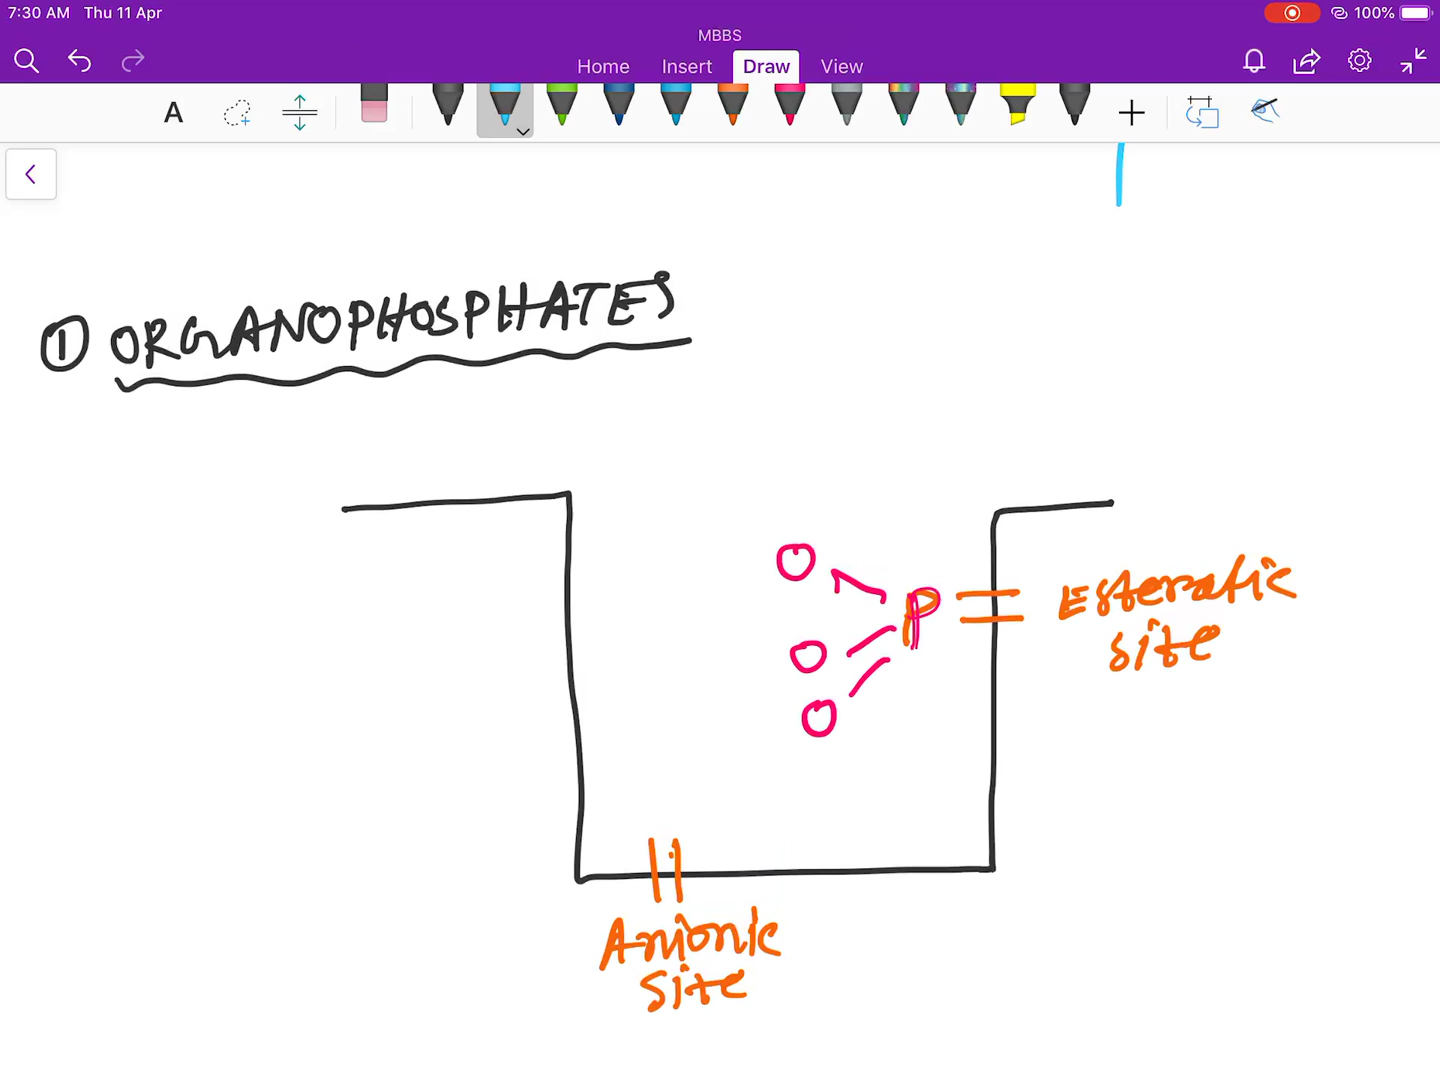 7:30 AM Thu 11 Apr
100%
MBBS
Home Insert Draw View
A
① ORGANOPHOSPHATES
O
P
O
O
Esteratic
site
Anionic
site